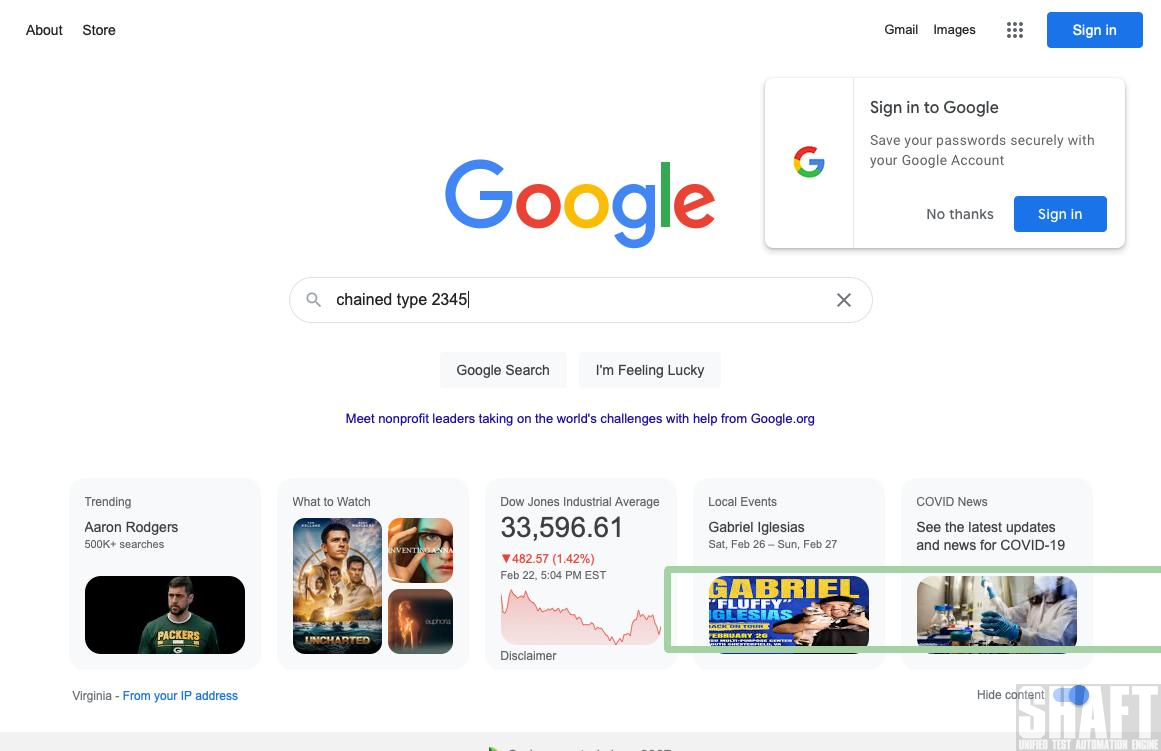 About
Store
Gmail
Images
Sign in
Sign in to Google
Save your passwords securely with
your Google Account
No thanks
Sign in
Google
chained type 2345
Google Search
I'm Feeling Lucky
Meet nonprofit leaders taking on the world's challenges with help from Google.org
Trending
Aaron Rodgers
500K+ searches
PACKERS
G
What to Watch
UNCHARTED
INVENTING ANNA
euphoria
Dow Jones Industrial Average
33,596.61
▼482.57 (1.42%)
Feb 22, 5:04 PM EST
Disclaimer
Local Events
Gabriel Iglesias
Sat, Feb 26 – Sun, Feb 27
GABRIEL
"FLUFFY"
IGLESIAS
BACK ON TOUR
FEBRUARY 26
MULTI-PURPOSE CENTER
COVID News
See the latest updates
and news for COVID-19
Virginia - From your IP address
Hide content
SHAFT
UNIFIED TEST AUTOMATION ENGINE